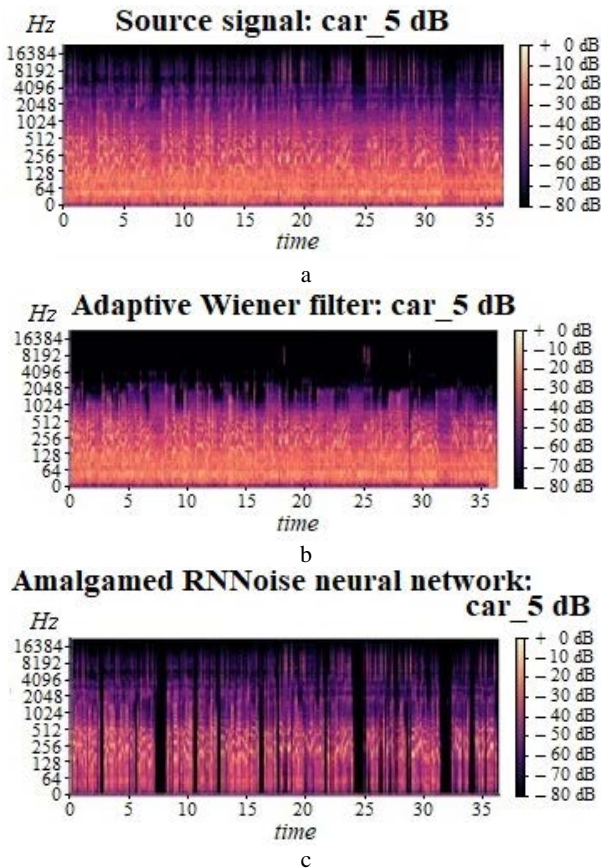 Source signal: car_5 dB
Hz
16384
8192
4096
2048
1024
512
256
128
64
0
0 5 10 15 20 25 30 35
time
+ 0 dB
− 10 dB
− 20 dB
− 30 dB
− 40 dB
− 50 dB
− 60 dB
− 70 dB
− 80 dB
a
Adaptive Wiener filter: car_5 dB
Hz
16384
8192
4096
2048
1024
512
256
128
64
0
0 5 10 15 20 25 30 35
time
+ 0 dB
− 10 dB
− 20 dB
− 30 dB
− 40 dB
− 50 dB
− 60 dB
− 70 dB
− 80 dB
b
Amalgamed RNNoise neural network:
car_5 dB
Hz
16384
8192
4096
2048
1024
512
256
128
64
0
0 5 10 15 20 25 30 35
time
+ 0 dB
− 10 dB
− 20 dB
− 30 dB
− 40 dB
− 50 dB
− 60 dB
− 70 dB
− 80 dB
c